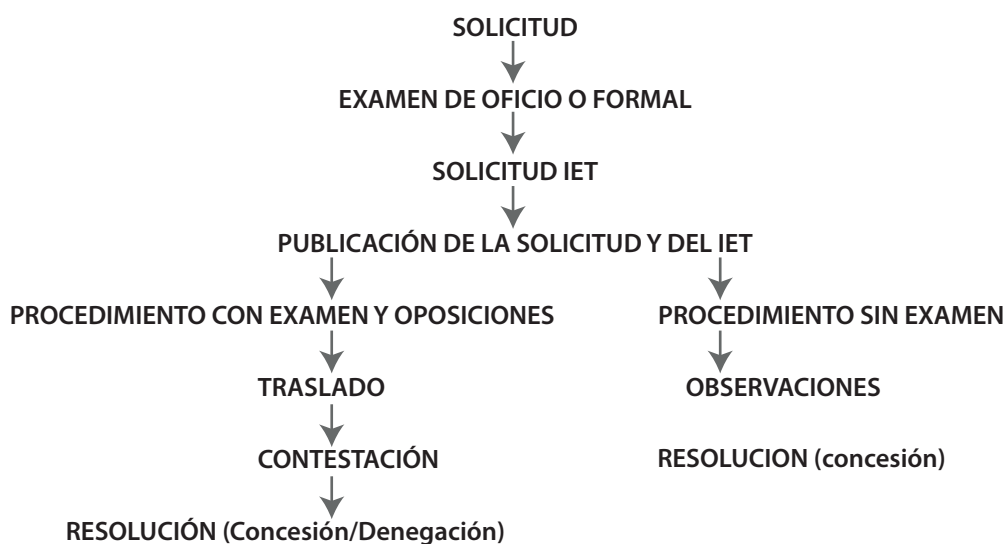 SOLICITUD
EXAMEN DE OFICIO O FORMAL
SOLICITUD IET
PUBLICACIÓN DE LA SOLICITUD Y DEL IET
PROCEDIMIENTO CON EXAMEN Y OPOSICIONES
PROCEDIMIENTO SIN EXAMEN
TRASLADO
OBSERVACIONES
CONTESTACIÓN
RESOLUCION (concesión)
RESOLUCIÓN (Concesión/Denegación)